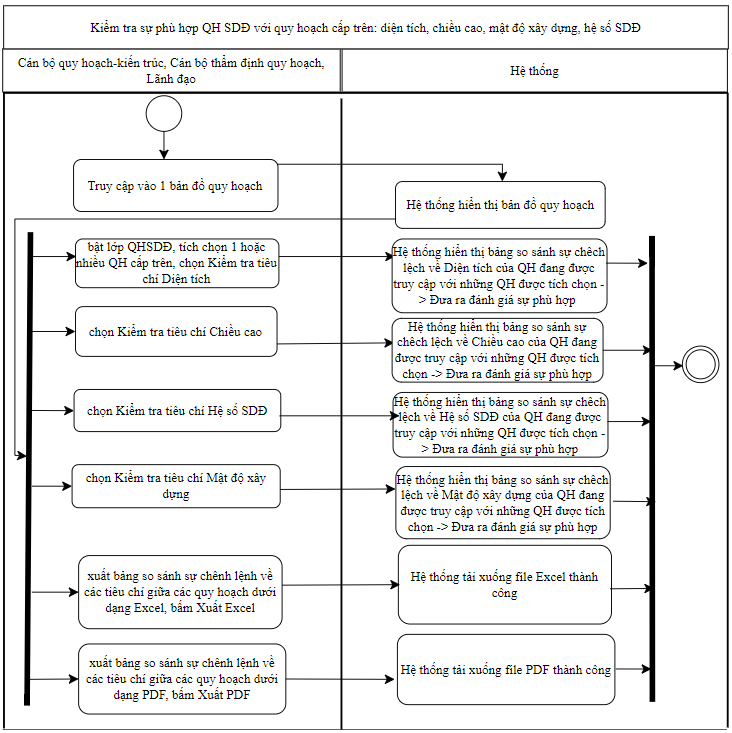 Kiểm tra sự phù hợp QH SDĐ với quy hoạch cấp trên: diện tích, chiều cao, mật độ xây dựng, hệ số SDĐ
Cán bộ quy hoạch-kiến trúc, Cán bộ thẩm định quy hoạch,
Lãnh đạo
Hệ thống
Truy cập vào 1 bản đồ quy hoạch
Hệ thống hiển thị bản đồ quy hoạch
bật lớp QHSDĐ, tích chọn 1 hoặc
nhiều QH cấp trên, chọn Kiểm tra tiêu
chí Diện tích
Hệ thống hiển thị bảng so sánh sự chêch
lệch về Diện tích của QH đang được
truy cập với những QH được tích chọn -
> Đưa ra đánh giá sự phù hợp
chọn Kiểm tra tiêu chí Chiều cao
Hệ thống hiển thị bảng so sánh sự
chêch lệch về Chiều cao của QH đang
được truy cập với những QH được tích
chọn -> Đưa ra đánh giá sự phù hợp
chọn Kiểm tra tiêu chí Hệ số SDĐ
Hệ thống hiển thị bảng so sánh sự chêch
lệch về Hệ số SDĐ của QH đang được
truy cập với những QH được tích chọn -
> Đưa ra đánh giá sự phù hợp
chọn Kiểm tra tiêu chí Mật độ xây
dựng
Hệ thống hiển thị bảng so sánh sự chêch
lệch về Mật độ xây dựng của QH đang
được truy cập với những QH được tích
chọn -> Đưa ra đánh giá sự phù hợp
xuất bảng so sánh sự chênh lệnh về
các tiêu chí giữa các quy hoạch dưới
dạng Excel, bấm Xuất Excel
Hệ thống tải xuống file Excel thành
công
xuất bảng so sánh sự chênh lệnh về
các tiêu chí giữa các quy hoạch dưới
dạng PDF, bấm Xuất PDF
Hệ thống tải xuống file PDF thành công